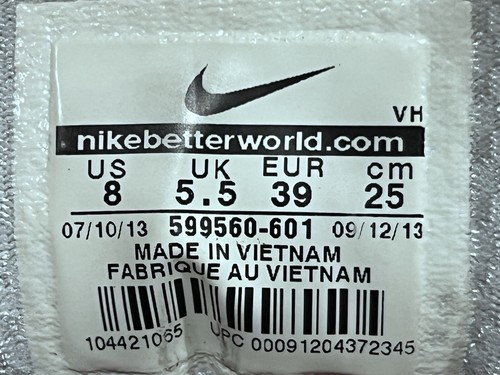 VH
nikebetterworld.com
US UK EUR cm
8 5.5 39 25
07/10/13 599560-601 09/12/13
MADE IN VIETNAM
FABRIQUE AU VIETNAM
104421065 UPC 00091204372345